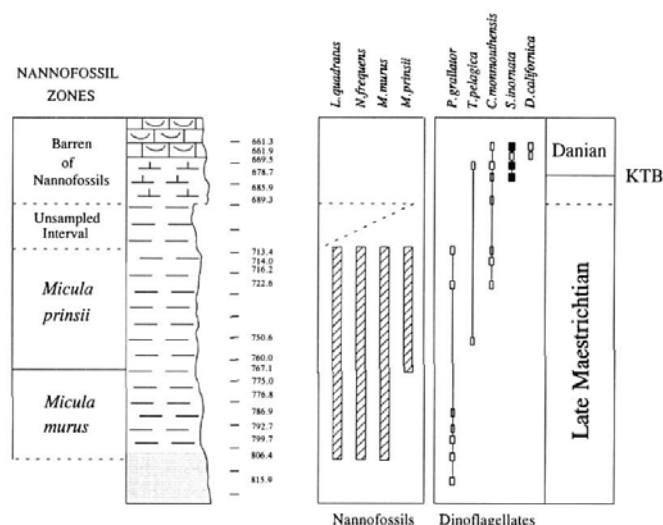 NANNOFOSSIL
ZONES
L.quadratus
N.frequens
M.murus
M.prinsii
P.grallator
T.pelagica
C.monmouthensis
S.inornata
D.californica
Barren
of
Nannofossils
Unsampled
Interval
Micula
prinsii
Micula
murus
661.3
661.9
669.5
678.7
685.9
689.3
713.4
714.0
716.2
722.6
750.6
760.0
767.1
775.0
776.8
786.9
792.7
799.7
806.4
815.9
Danian
KTB
Late Maestrichtian
Nannofossils
Dinoflagellates